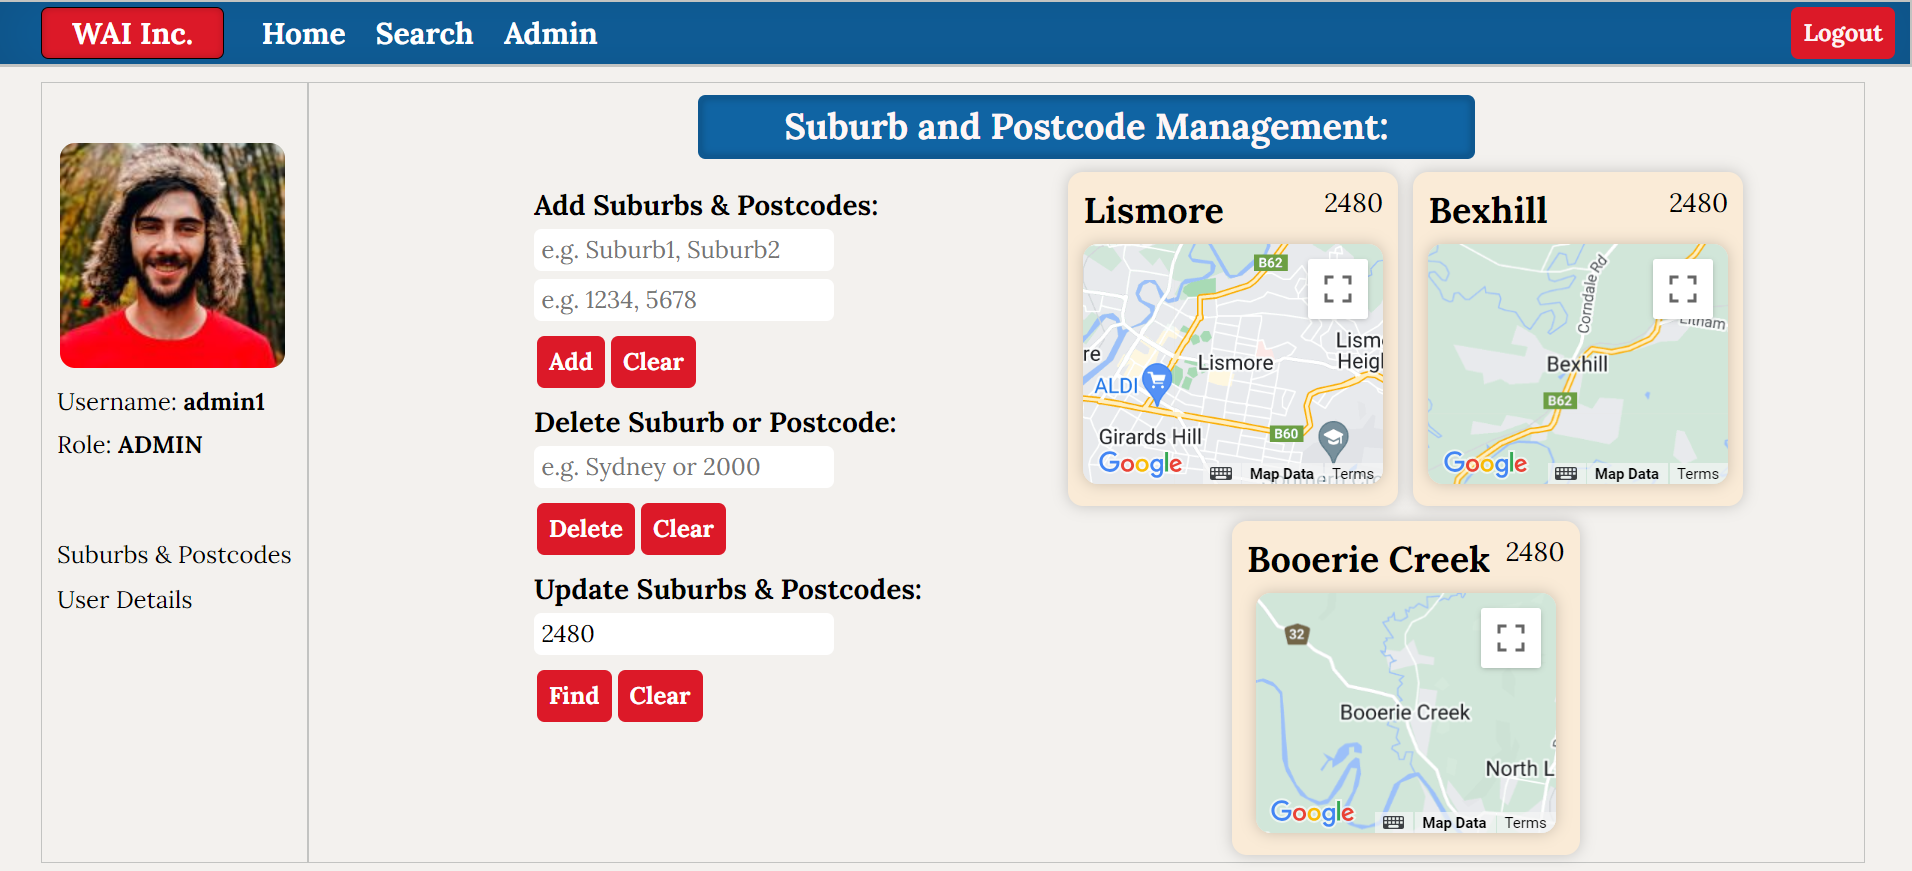 WAI Inc. Home Search Admin Logout
Suburb and Postcode Management:
Username: admin1
Role: ADMIN
Suburbs & Postcodes
User Details
Add Suburbs & Postcodes:
e.g. Suburb1, Suburb2
e.g. 1234, 5678
Add Clear
Delete Suburb or Postcode:
e.g. Sydney or 2000
Delete Clear
Update Suburbs & Postcodes:
2480
Find Clear
Lismore 2480
B62
Lism
Heigl
re
Lismore
ALDI
Girards Hill
B60
Google
Map Data Terms
Bexhill 2480
Corndale Rd
Bexhill
B62
Google
Map Data Terms
Booerie Creek 2480
32
Booerie Creek
North L
Google
Map Data Terms